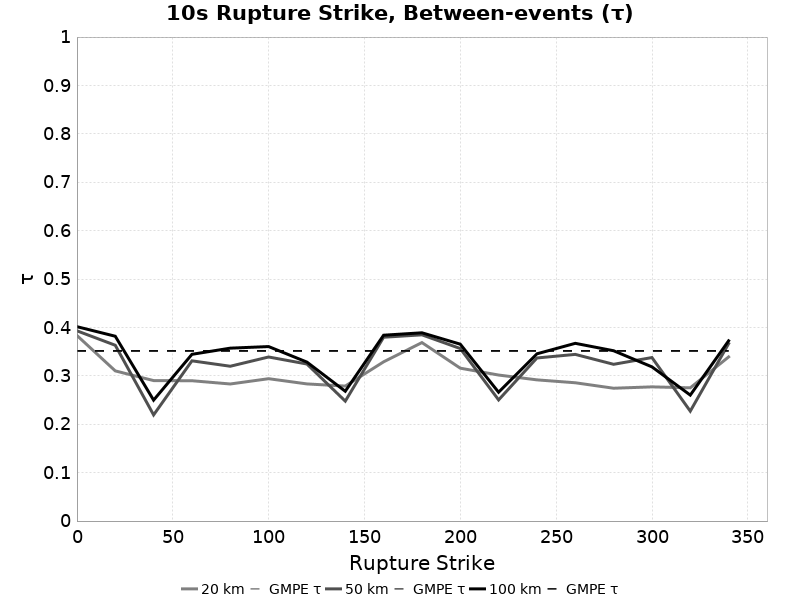 10s Rupture Strike, Between-events (τ)
1
0.9
0.8
0.7
0.6
0.5
0.4
0.3
0.2
0.1
0
τ
0 50 100 150 200 250 300 350
Rupture Strike
20 km GMPE τ 50 km GMPE τ 100 km GMPE τ